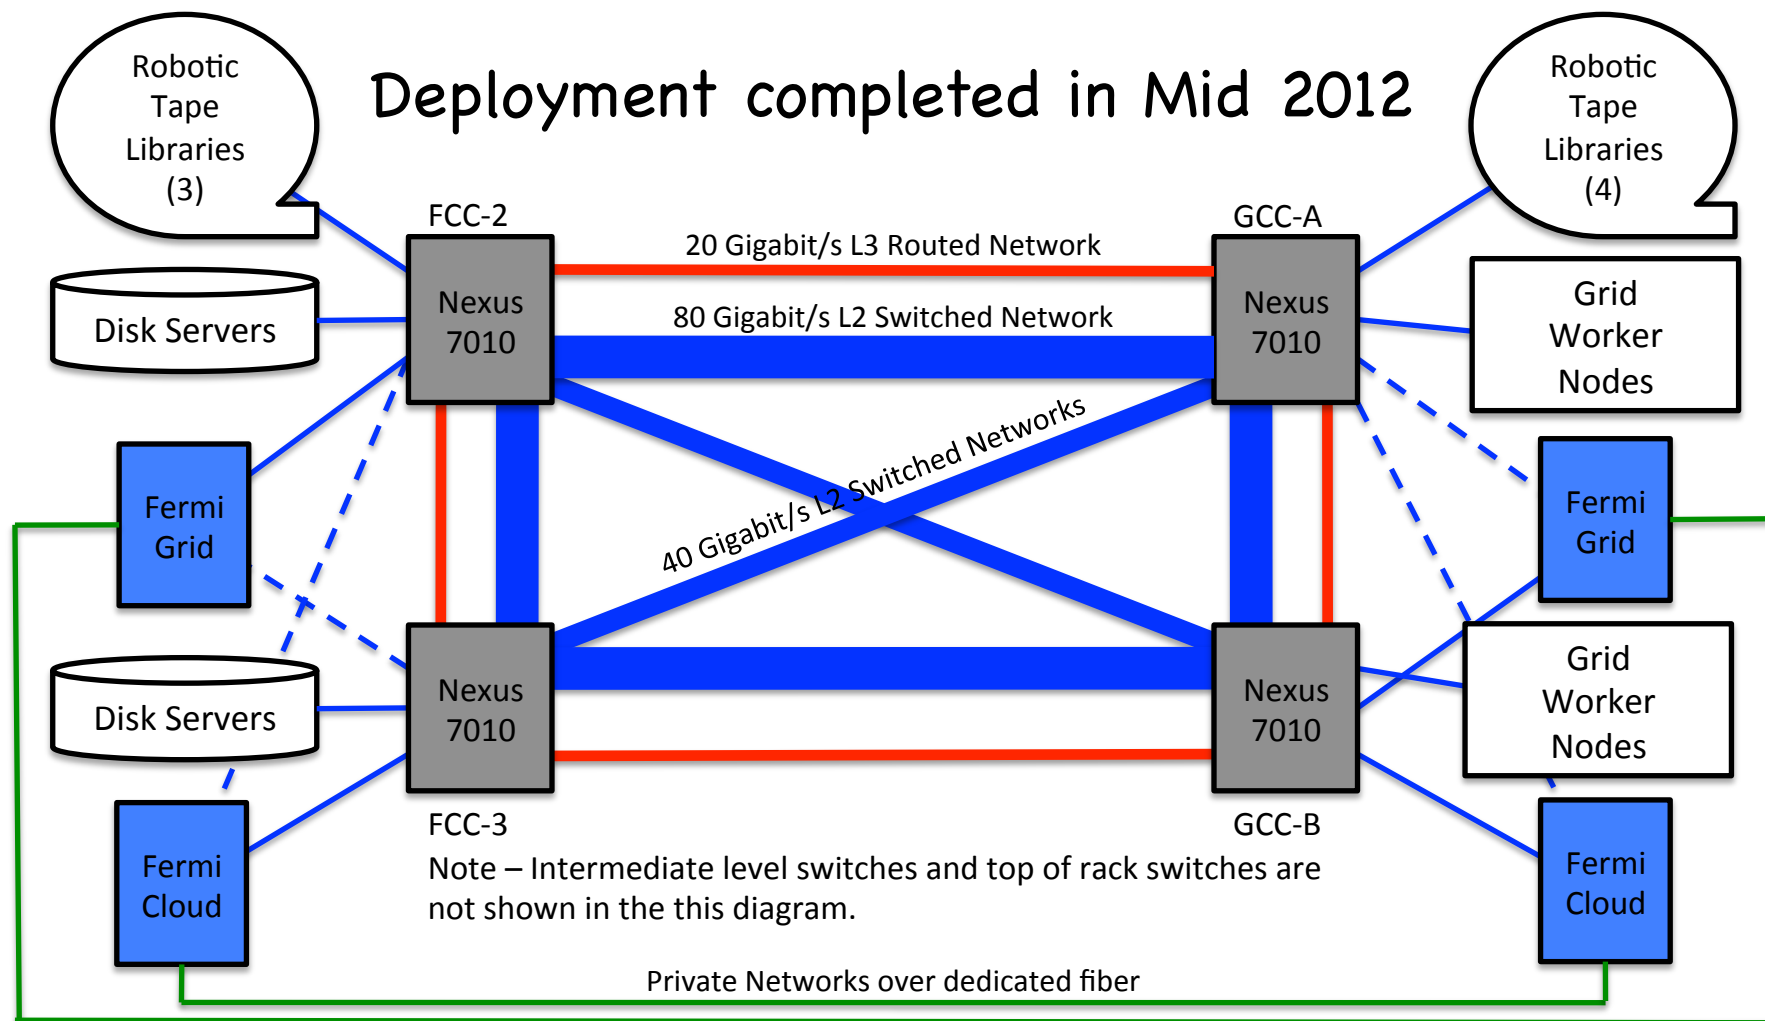 Deployment completed in Mid 2012
Robotic
Tape
Libraries
(3)
Robotic
Tape
Libraries
(4)
FCC-2
GCC-A
20 Gigabit/s L3 Routed Network
Nexus
7010
Nexus
7010
80 Gigabit/s L2 Switched Network
Disk Servers
Grid
Worker
Nodes
40 Gigabit/s L2 Switched Networks
Fermi
Grid
Fermi
Grid
Disk Servers
Nexus
7010
Nexus
7010
Grid
Worker
Nodes
FCC-3
GCC-B
Note – Intermediate level switches and top of rack switches are
not shown in the this diagram.
Fermi
Cloud
Fermi
Cloud
Private Networks over dedicated fiber